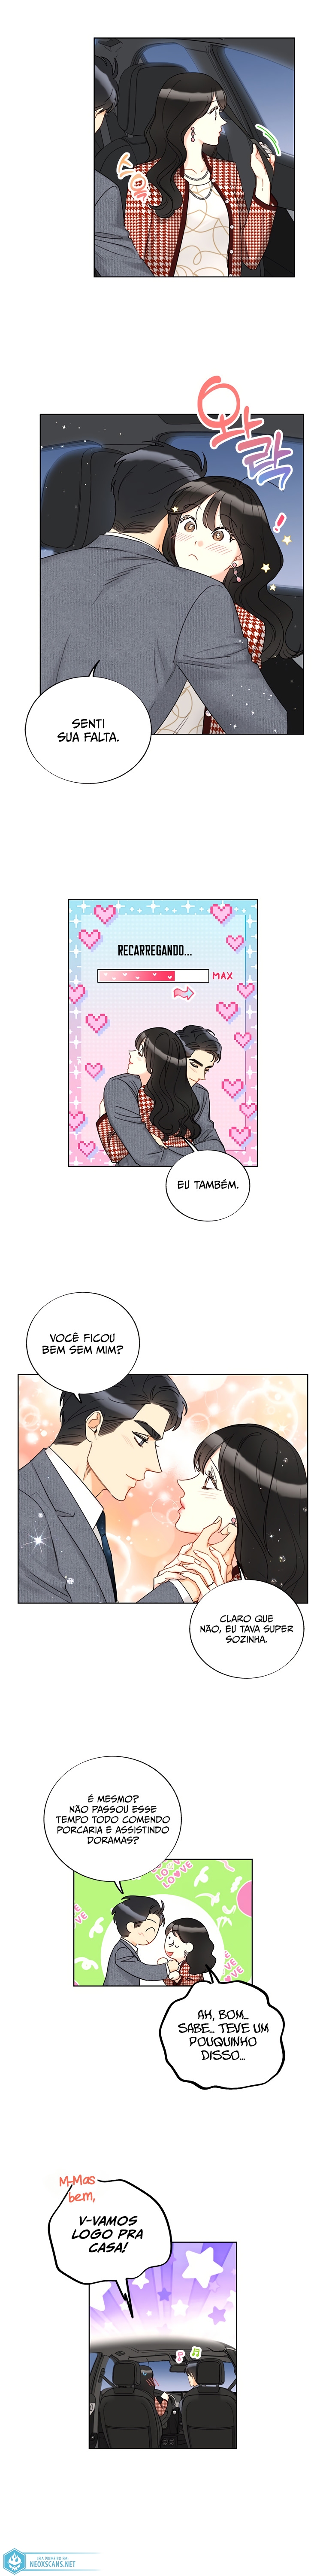 와락
!
SENTI
SUA FALTA.
RECARREGANDO...
MAX
EU TAMBÉM.
VOCÊ FICOU
BEM SEM MIM?
CLARO QUE
NÃO, EU TAVA SUPER
SOZINHA.
É MESMO?
NÃO PASSOU ESSE
TEMPO TODO COMENDO
PORCARIA E ASSISTINDO
DORAMAS?
LOVE
LOVE
AH, BOM...
SABE... TEVE UM
POUQUINHO
DISSO...
M-Mas
bem,
V-VAMOS
LOGO PRA
CASA!
NEOXSCANS.NET